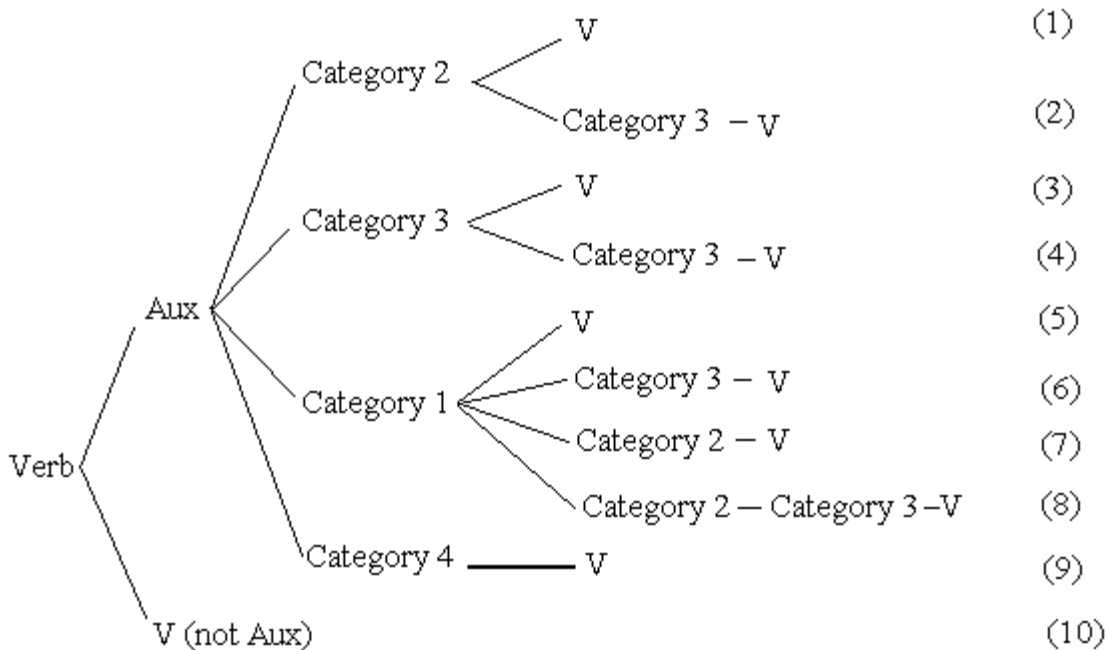 V (1)
Category 2
Category 3 – V (2)
V (3)
Category 3
Category 3 – V (4)
Aux
V (5)
Category 3 – V (6)
Category 1
Category 2 – V (7)
Verb
Category 2 – Category 3 – V (8)
Category 4 V (9)
V (not Aux) (10)